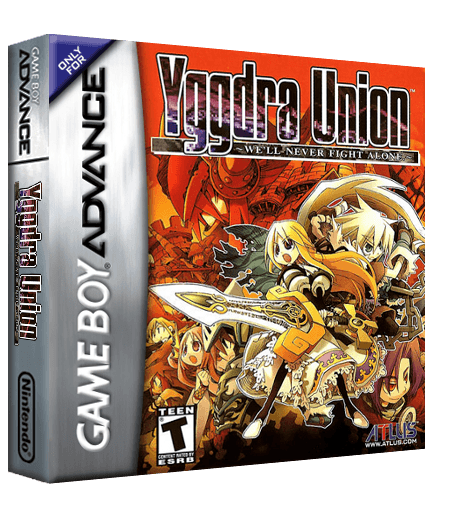 GAME BOY ADVANCE
Yggdra Union
Nintendo
ONLY
FOR
GAME BOY ADVANCE
Yggdra Union™
~WE'LL NEVER FIGHT ALONE~
TEEN
T
CONTENT RATED BY
ESRB
ATLUS
WWW.ATLUS.COM